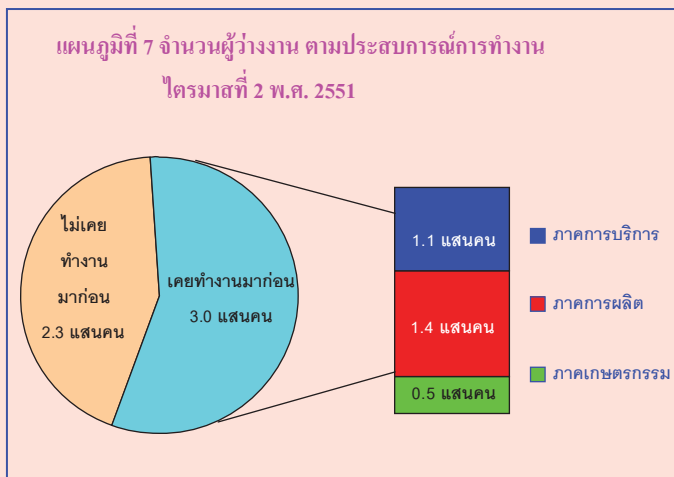 แผนภูมิที่ 7 จำนวนผู้ว่างงาน ตามประสบการณ์การทำงาน
ไตรมาสที่ 2 พ.ศ. 2551
ไม่เคย
ทำงาน
มาก่อน
2.3 แสนคน
เคยทำงานมาก่อน
3.0 แสนคน
1.1 แสนคน
1.4 แสนคน
0.5 แสนคน
ภาคการบริการ
ภาคการผลิต
ภาคเกษตรกรรม